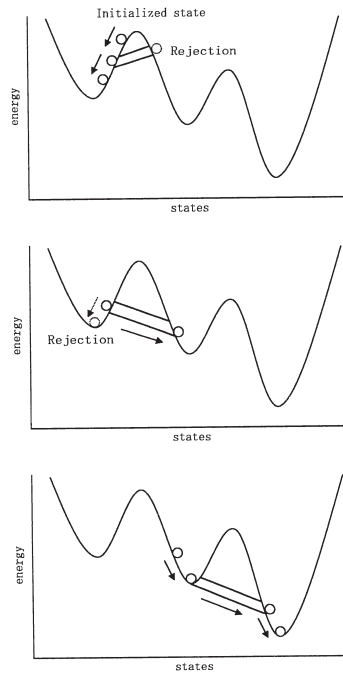 Initialized state
Rejection
energy
states
energy
Rejection
states
energy
states